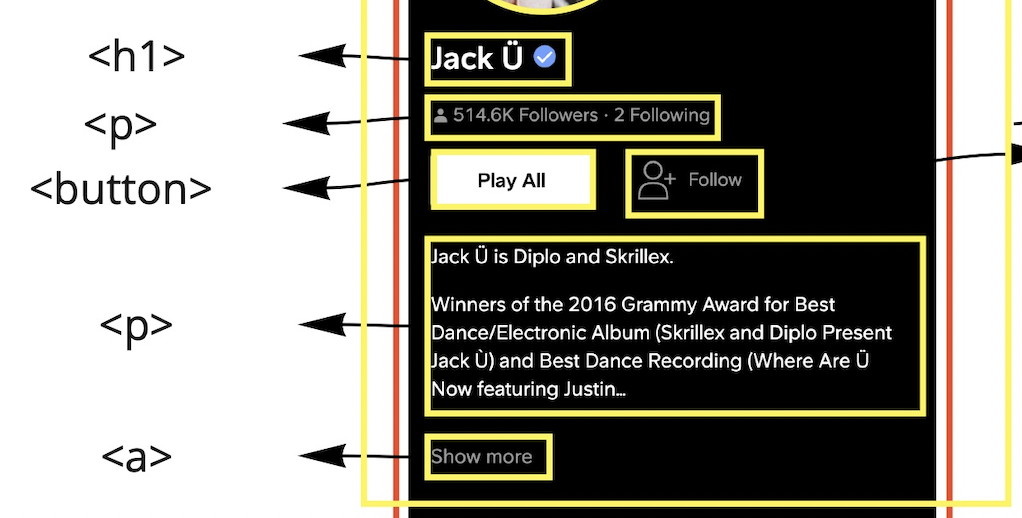 <h1>
Jack Ü
<p>
514.6K Followers · 2 Following
<button>
Play All
Follow
Jack Ü is Diplo and Skrillex.
<p>
Winners of the 2016 Grammy Award for Best
Dance/Electronic Album (Skrillex and Diplo Present
Jack Ù) and Best Dance Recording (Where Are Ü
Now featuring Justin...
<a>
Show more